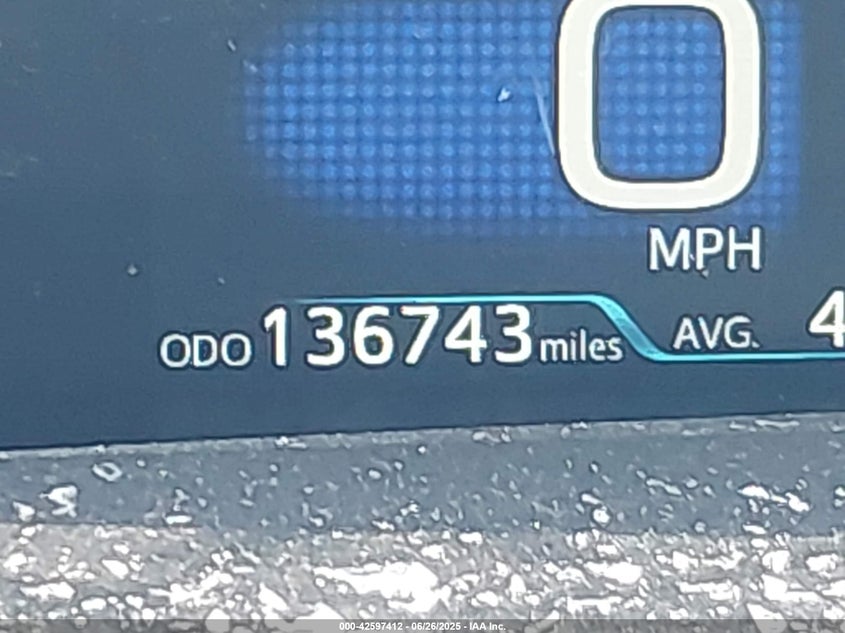 0
MPH
ODO 136743 miles AVG. 4
000-42597412 - 06/26/2025 - IAA Inc.